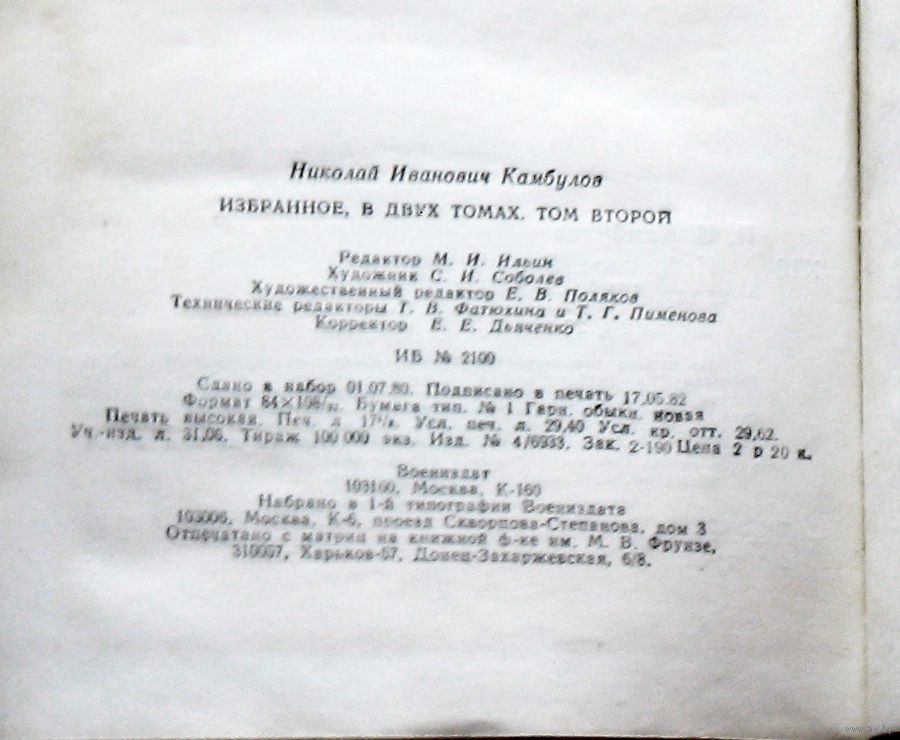 Николай Иванович Камбулов
ИЗБРАННОЕ, В ДВУХ ТОМАХ. ТОМ ВТОРОЙ
Редактор М. И. Ильин
Художник С. И. Соболев
Художественный редактор Е. В. Поляков
Технические редакторы Т. В. Фатюхина и Т. Г. Пименова
Корректор Е. Е. Дьяченко
ИБ № 2100
Сдано в набор 01.07.80. Подписано в печать 17.05.82
Формат Бумага тип. № 1 Гарн. обыкн. новая
Печать высокая. Печ. л Усл. печ. л. 29,40 Усл. кр. отт. 29,62.
Уч.-изд. л. 31,06. Тираж 100 000 экз. Изд. № 4/6933. Зак. 2-190 Цена 2 р 20 к.
Воениздат
103160, Москва, К-160
Набрано в 1-й типографии Воениздата
103006, Москва, К-6, проезд Скворцова-Степанова, дом 3
Отпечатано с матриц на книжной ф-ке им. М. В. Фрунзе,
310057, Харьков-57, Донец-Захаржевская, 6/8.